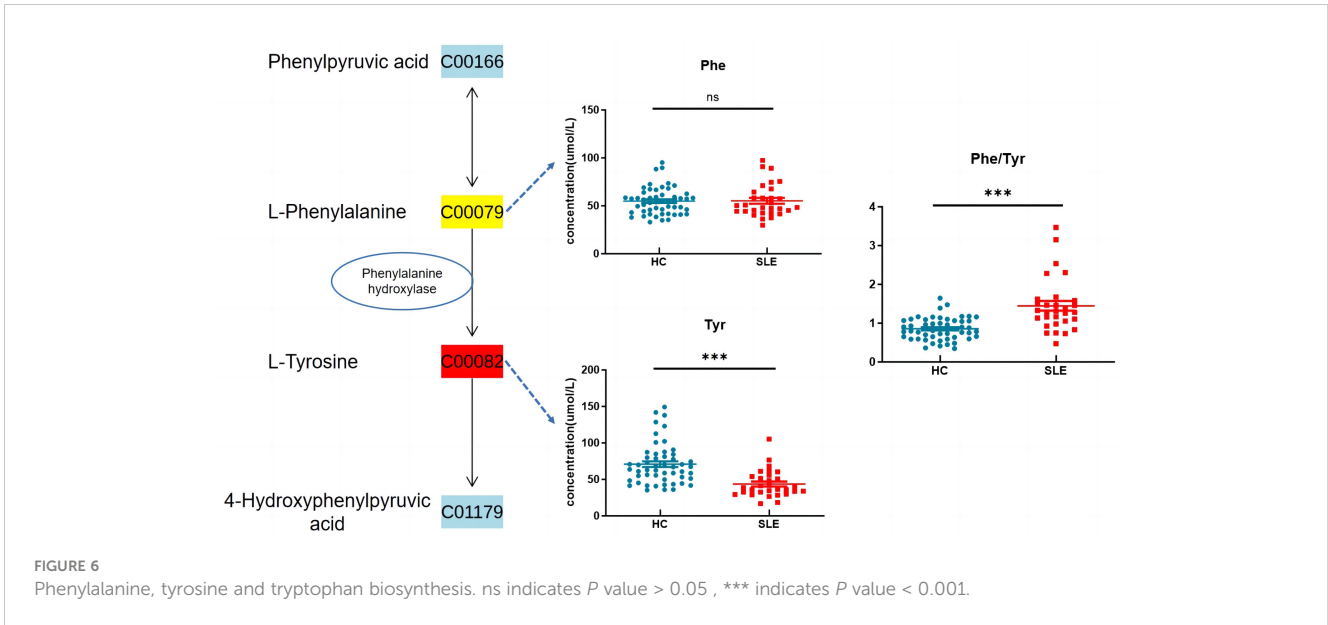 Phenylpyruvic acid C00166
L-Phenylalanine C00079
Phenylalanine
hydroxylase
L-Tyrosine C00082
4-Hydroxyphenylpyruvic
acid
C01179
Phe
ns
concentration(umol/L)
150
100
50
0
HC SLE
Tyr
***
concentration(umol/L)
200
150
100
50
0
HC SLE
Phe/Tyr
***
4
3
2
1
0
HC SLE
FIGURE 6
Phenylalanine, tyrosine and tryptophan biosynthesis. ns indicates P value > 0.05 , *** indicates P value < 0.001.